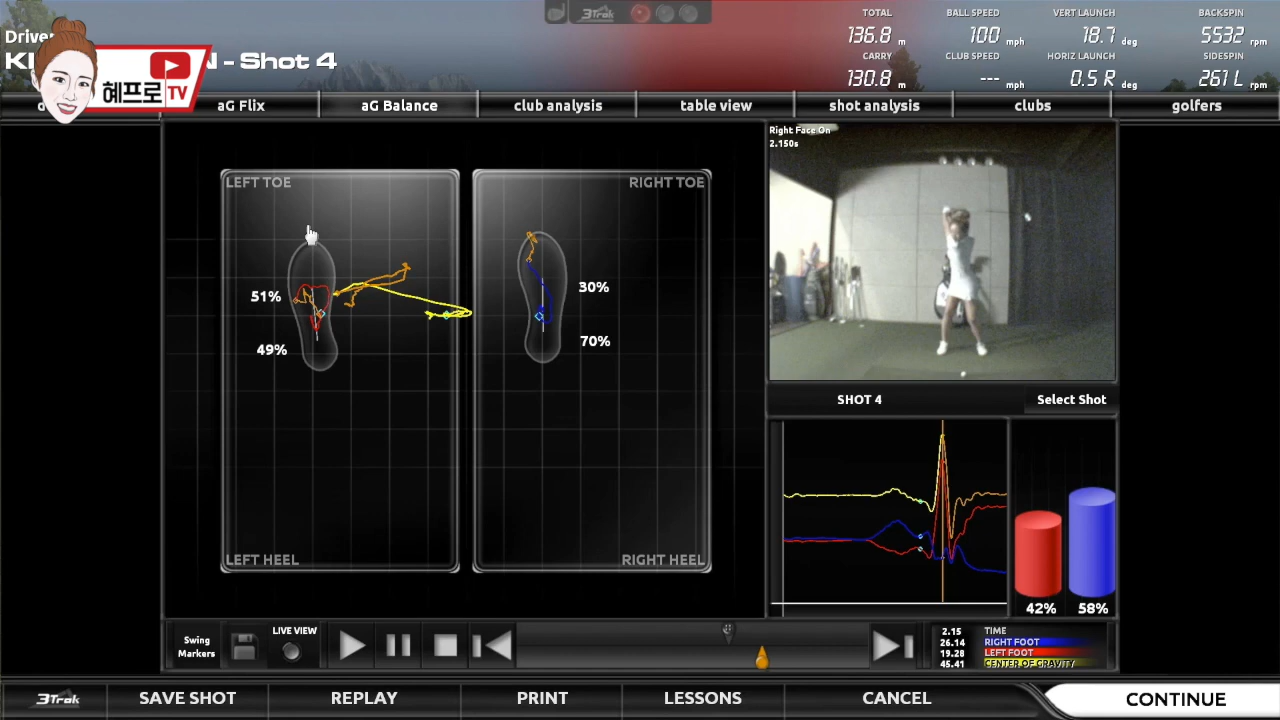 3Trak
TOTAL
136.8 m
CARRY
130.8 m
BALL SPEED
100 mph
CLUB SPEED
--- mph
VERT LAUNCH
18.7 deg
HORIZ LAUNCH
0.5 R deg
BACKSPIN
5532 rpm
SIDESPIN
261 L rpm
Driver
- Shot 4
혜프로 TV
aG Flix
aG Balance
club analysis
table view
shot analysis
clubs
golfers
LEFT TOE
RIGHT TOE
51%
49%
30%
70%
LEFT HEEL
RIGHT HEEL
Right Face On
2.150s
SHOT 4
Select Shot
42%
58%
Swing
Markers
LIVE VIEW
2.15 TIME
26.14 RIGHT FOOT
19.28 LEFT FOOT
45.41 CENTER OF GRAVITY
3Trak
SAVE SHOT
REPLAY
PRINT
LESSONS
CANCEL
CONTINUE